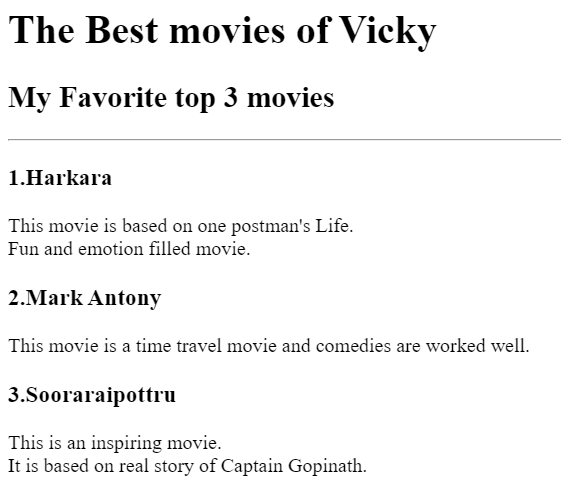 The Best movies of Vicky
My Favorite top 3 movies
1.Harkara
This movie is based on one postman's Life.
Fun and emotion filled movie.
2.Mark Antony
This movie is a time travel movie and comedies are worked well.
3.Sooraraipottru
This is an inspiring movie.
It is based on real story of Captain Gopinath.